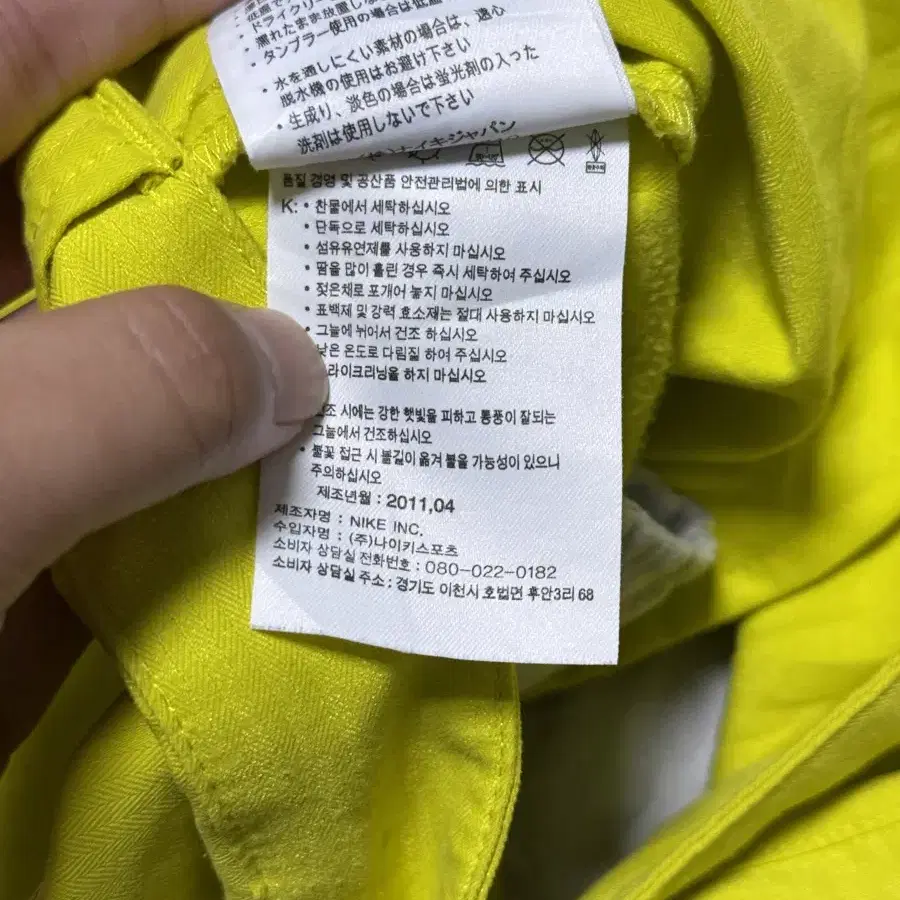 ・濡れたまま放置しな
・タンブラー使用の場合は低温
・水を通しにくい素材の場合は、遠心
脱水機の使用はお避け下さい
・生成り、淡色の場合は蛍光剤の入った
洗剤は使用しないで下さい
ナイキジャパン
품질 경영 및 공산품 안전관리법에 의한 표시
K: • 찬물에서 세탁하십시오
• 단독으로 세탁하십시오
• 섬유유연제를 사용하지 마십시오
• 땀을 많이 흘린 경우 즉시 세탁하여 주십시오
• 젖은채로 포개어 놓지 마십시오
• 표백제 및 강력 효소제는 절대 사용하지 마십시오
• 그늘에 뉘어서 건조 하십시오
낮은 온도로 다림질 하여 주십시오
라이크리닝을 하지 마십시오
건조 시에는 강한 햇빛을 피하고 통풍이 잘되는
그늘에서 건조하십시오
• 불꽃 접근 시 불길이 옮겨 붙을 가능성이 있으니
주의하십시오
제조년월 : 2011,04
제조자명 : NIKE INC.
수입자명 : (주)나이키스포츠
소비자 상담실 전화번호 : 080-022-0182
소비자 상담실 주소 : 경기도 이천시 호법면 후안3리 68